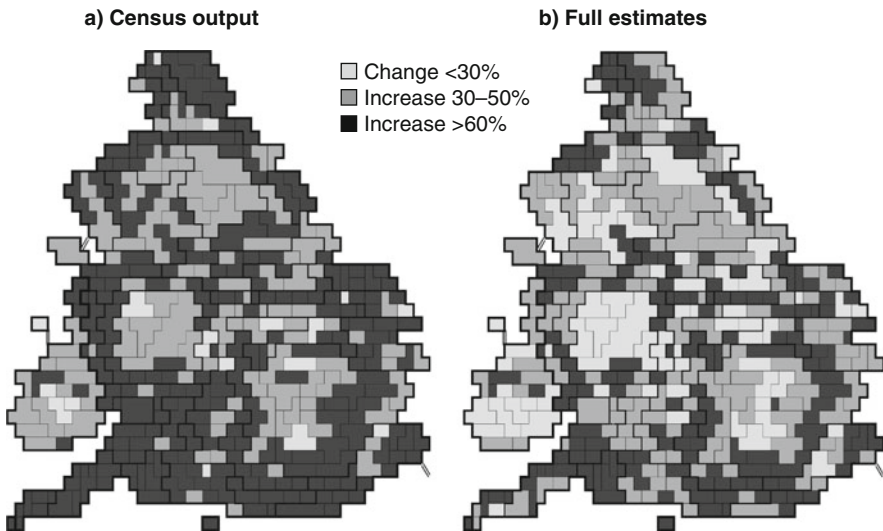 a) Census output
b) Full estimates
Change <30%
Increase 30–50%
Increase >60%